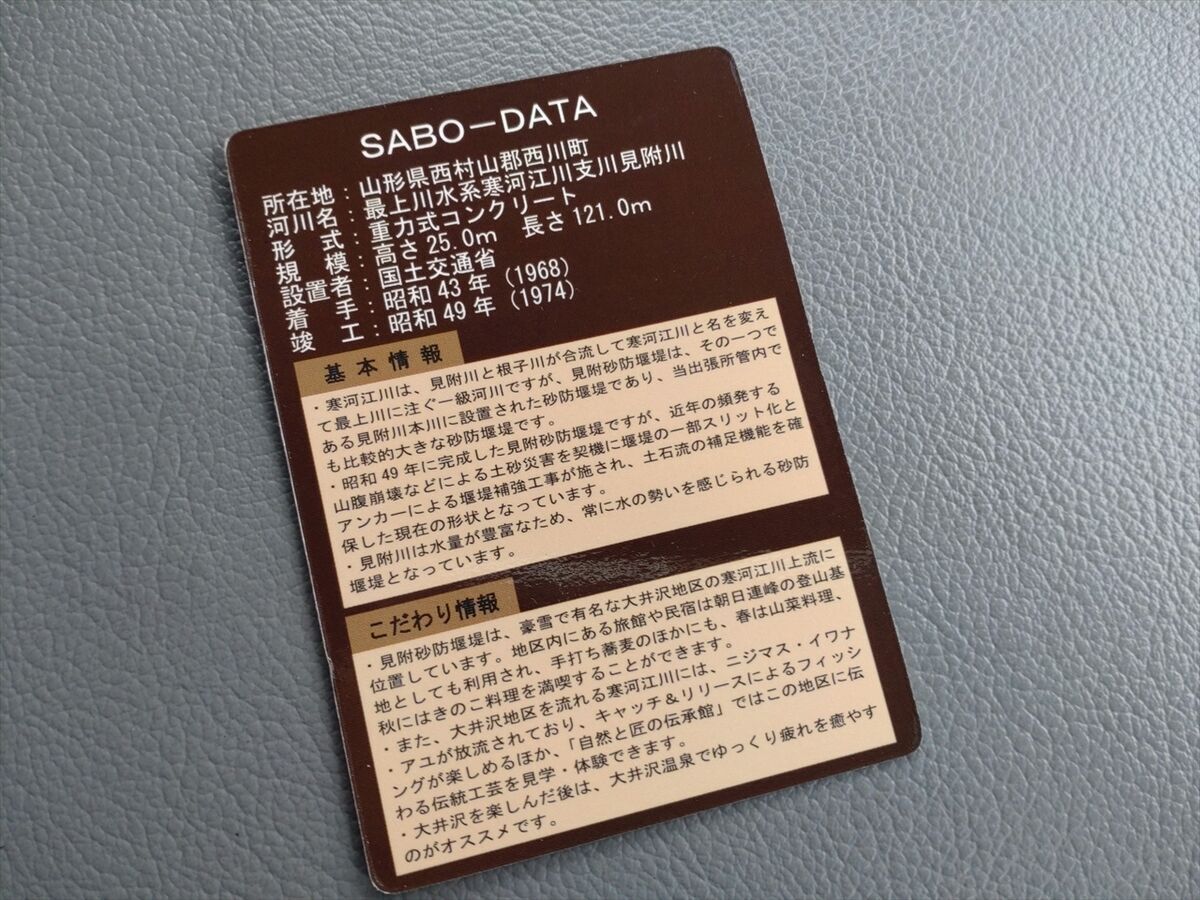 SABO－DATA
所在地：山形県西村山郡西川町
河川名：最上川水系寒河江川支川見附川
形式：重力式コンクリート
規模：高さ25.0m 長さ121.0m
設置者：国土交通省
着手：昭和43年（1968）
竣工：昭和49年（1974）
基本情報
・寒河江川は、見附川と根子川が合流して寒河江川と名を変え
て最上川に注ぐ一級河川ですが、見附砂防堰堤は、その一つで
ある見附川本川に設置された砂防堰堤であり、当出張所管内で
も比較的大きな砂防堰堤です。
・昭和49年に完成した見附砂防堰堤ですが、近年の頻発する
山腹崩壊などによる土砂災害を契機に堰堤の一部スリット化と
アンカーによる堰堤補強工事が施され、土石流の補足機能を確
保した現在の形状となっています。
・見附川は水量が豊富なため、常に水の勢いを感じられる砂防
堰堤となっています。
こだわり情報
・見附砂防堰堤は、豪雪で有名な大井沢地区の寒河江川上流に
位置しています。地区内にある旅館や民宿は朝日連峰の登山基
地としても利用され、手打ち蕎麦のほかにも、春は山菜料理、
秋にはきのこ料理を満喫することができます。
・また、大井沢地区を流れる寒河江川には、ニジマス・イワナ
・アユが放流されており、キャッチ＆リリースによるフィッシ
ングが楽しめるほか、「自然と匠の伝承館」ではこの地区に伝
わる伝統工芸を見学・体験できます。
・大井沢を楽しんだ後は、大井沢温泉でゆっくり疲れを癒やす
のがオススメです。